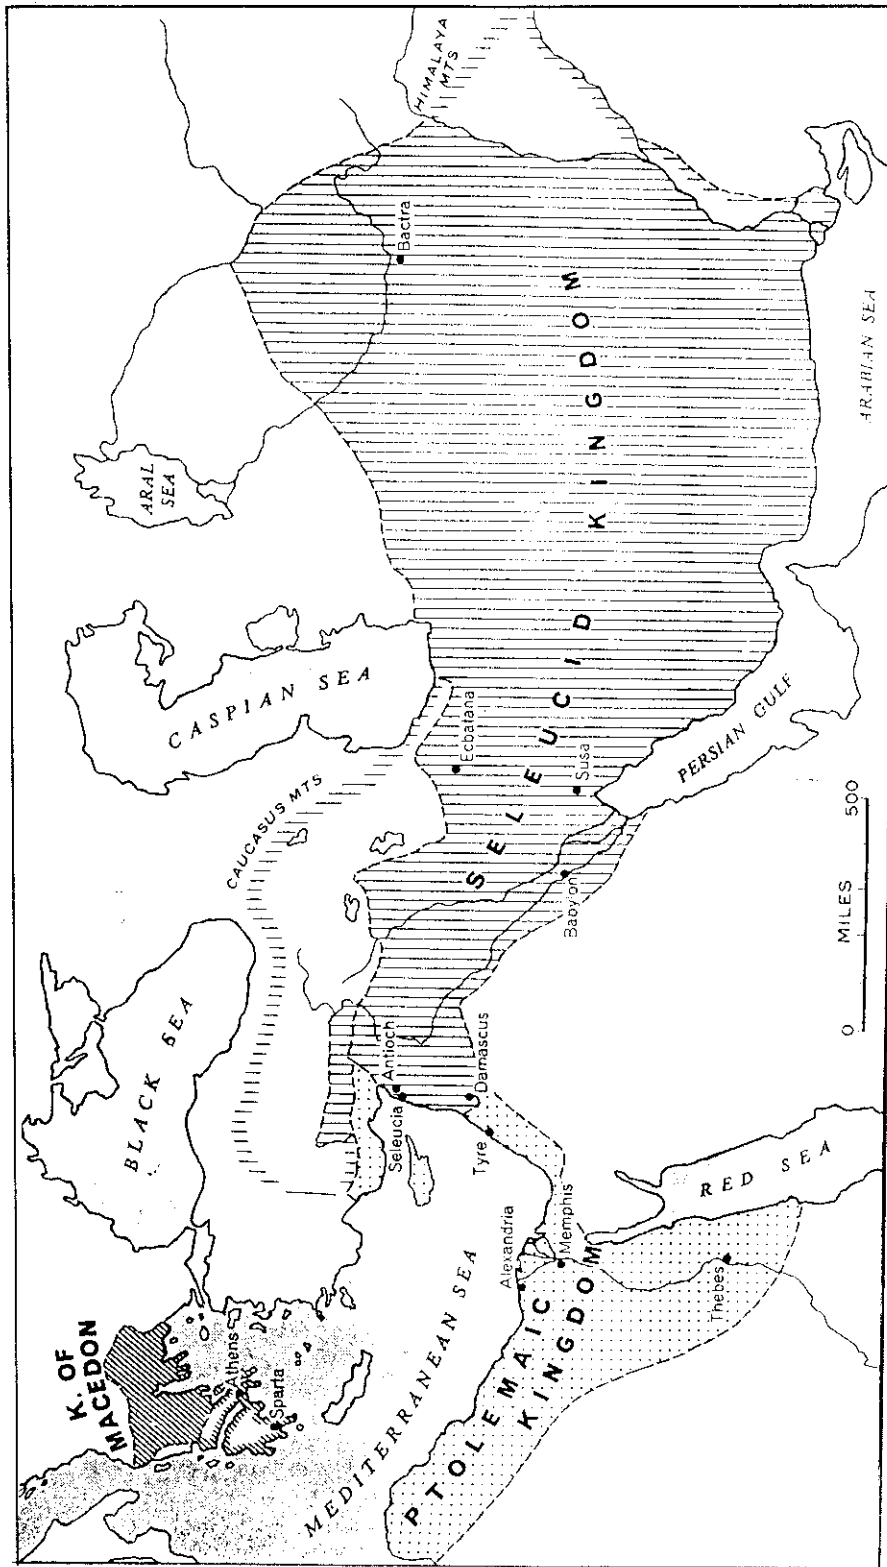 K. OF
MACEDON
Athens
Sparta
BLACK SEA
CAUCASUS MTS
CASPIAN SEA
ARAL
SEA
HIMALAYA
MTS
Bactra
MEDITERRANEAN SEA
Seleucia
Antioch
Damascus
Tyre
Ecbatana
Susa
Babylon
SELEUCID KINGDOM
PTOLEMAIC
KINGDOM
Alexandria
Memphis
Thebes
RED SEA
PERSIAN GULF
ARABIAN SEA
0 MILES 500